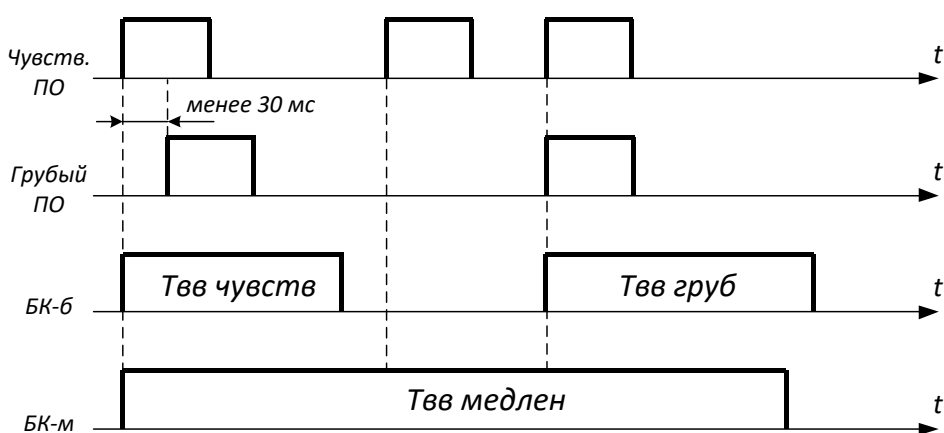 Чувств.
ПО
t
менее 30 мс
Грубый
ПО
t
БК-б
Твв чувств
Твв груб
t
БК-м
Твв медлен
t